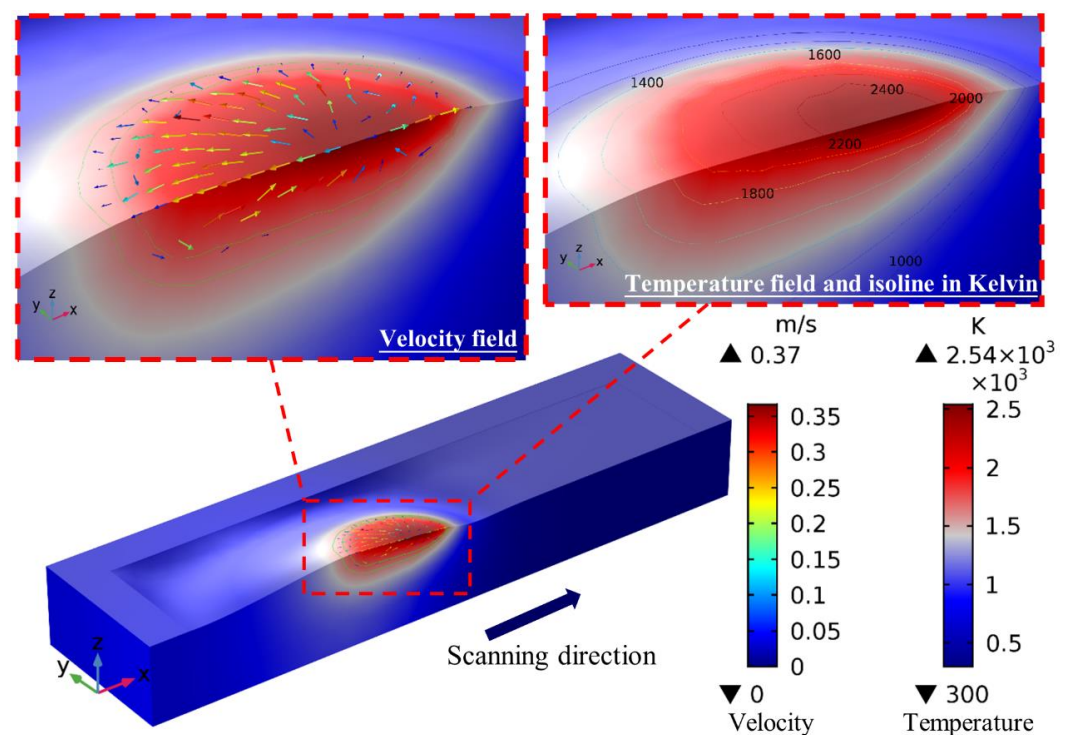 1600
1400
2400
2000
2200
1800
1000
z
y
x
Velocity field
z
y
x
Temperature field and isoline in Kelvin
m/s
K
▲ 0.37
▲ 2.54×10³
×10³
0.35
0.3
0.25
0.2
0.15
0.1
0.05
0
2.5
2
1.5
1
0.5
▼ 0
▼ 300
Velocity
Temperature
Scanning direction
z
y
x